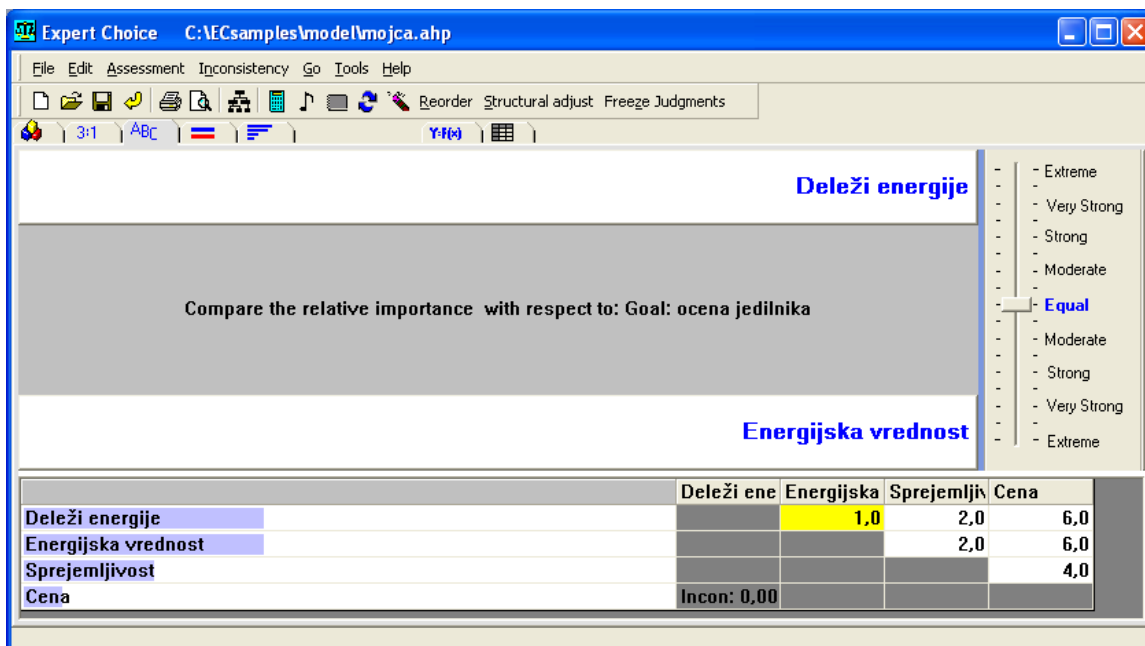 Expert Choice C:\ECsamples\model\mojca.ahp
File Edit Assessment Inconsistency Go Tools Help
Reorder Structural adjust Freeze Judgments
3:1 ABC Y=F(x)
Deleži energije
Compare the relative importance with respect to: Goal: ocena jedilnika
Energijska vrednost
Extreme
Very Strong
Strong
Moderate
Equal
Moderate
Strong
Very Strong
Extreme
Deleži ene Energijska Sprejemljiv Cena
Deleži energije 1,0 2,0 6,0
Energijska vrednost 2,0 6,0
Sprejemljivost 4,0
Cena Incon: 0,00